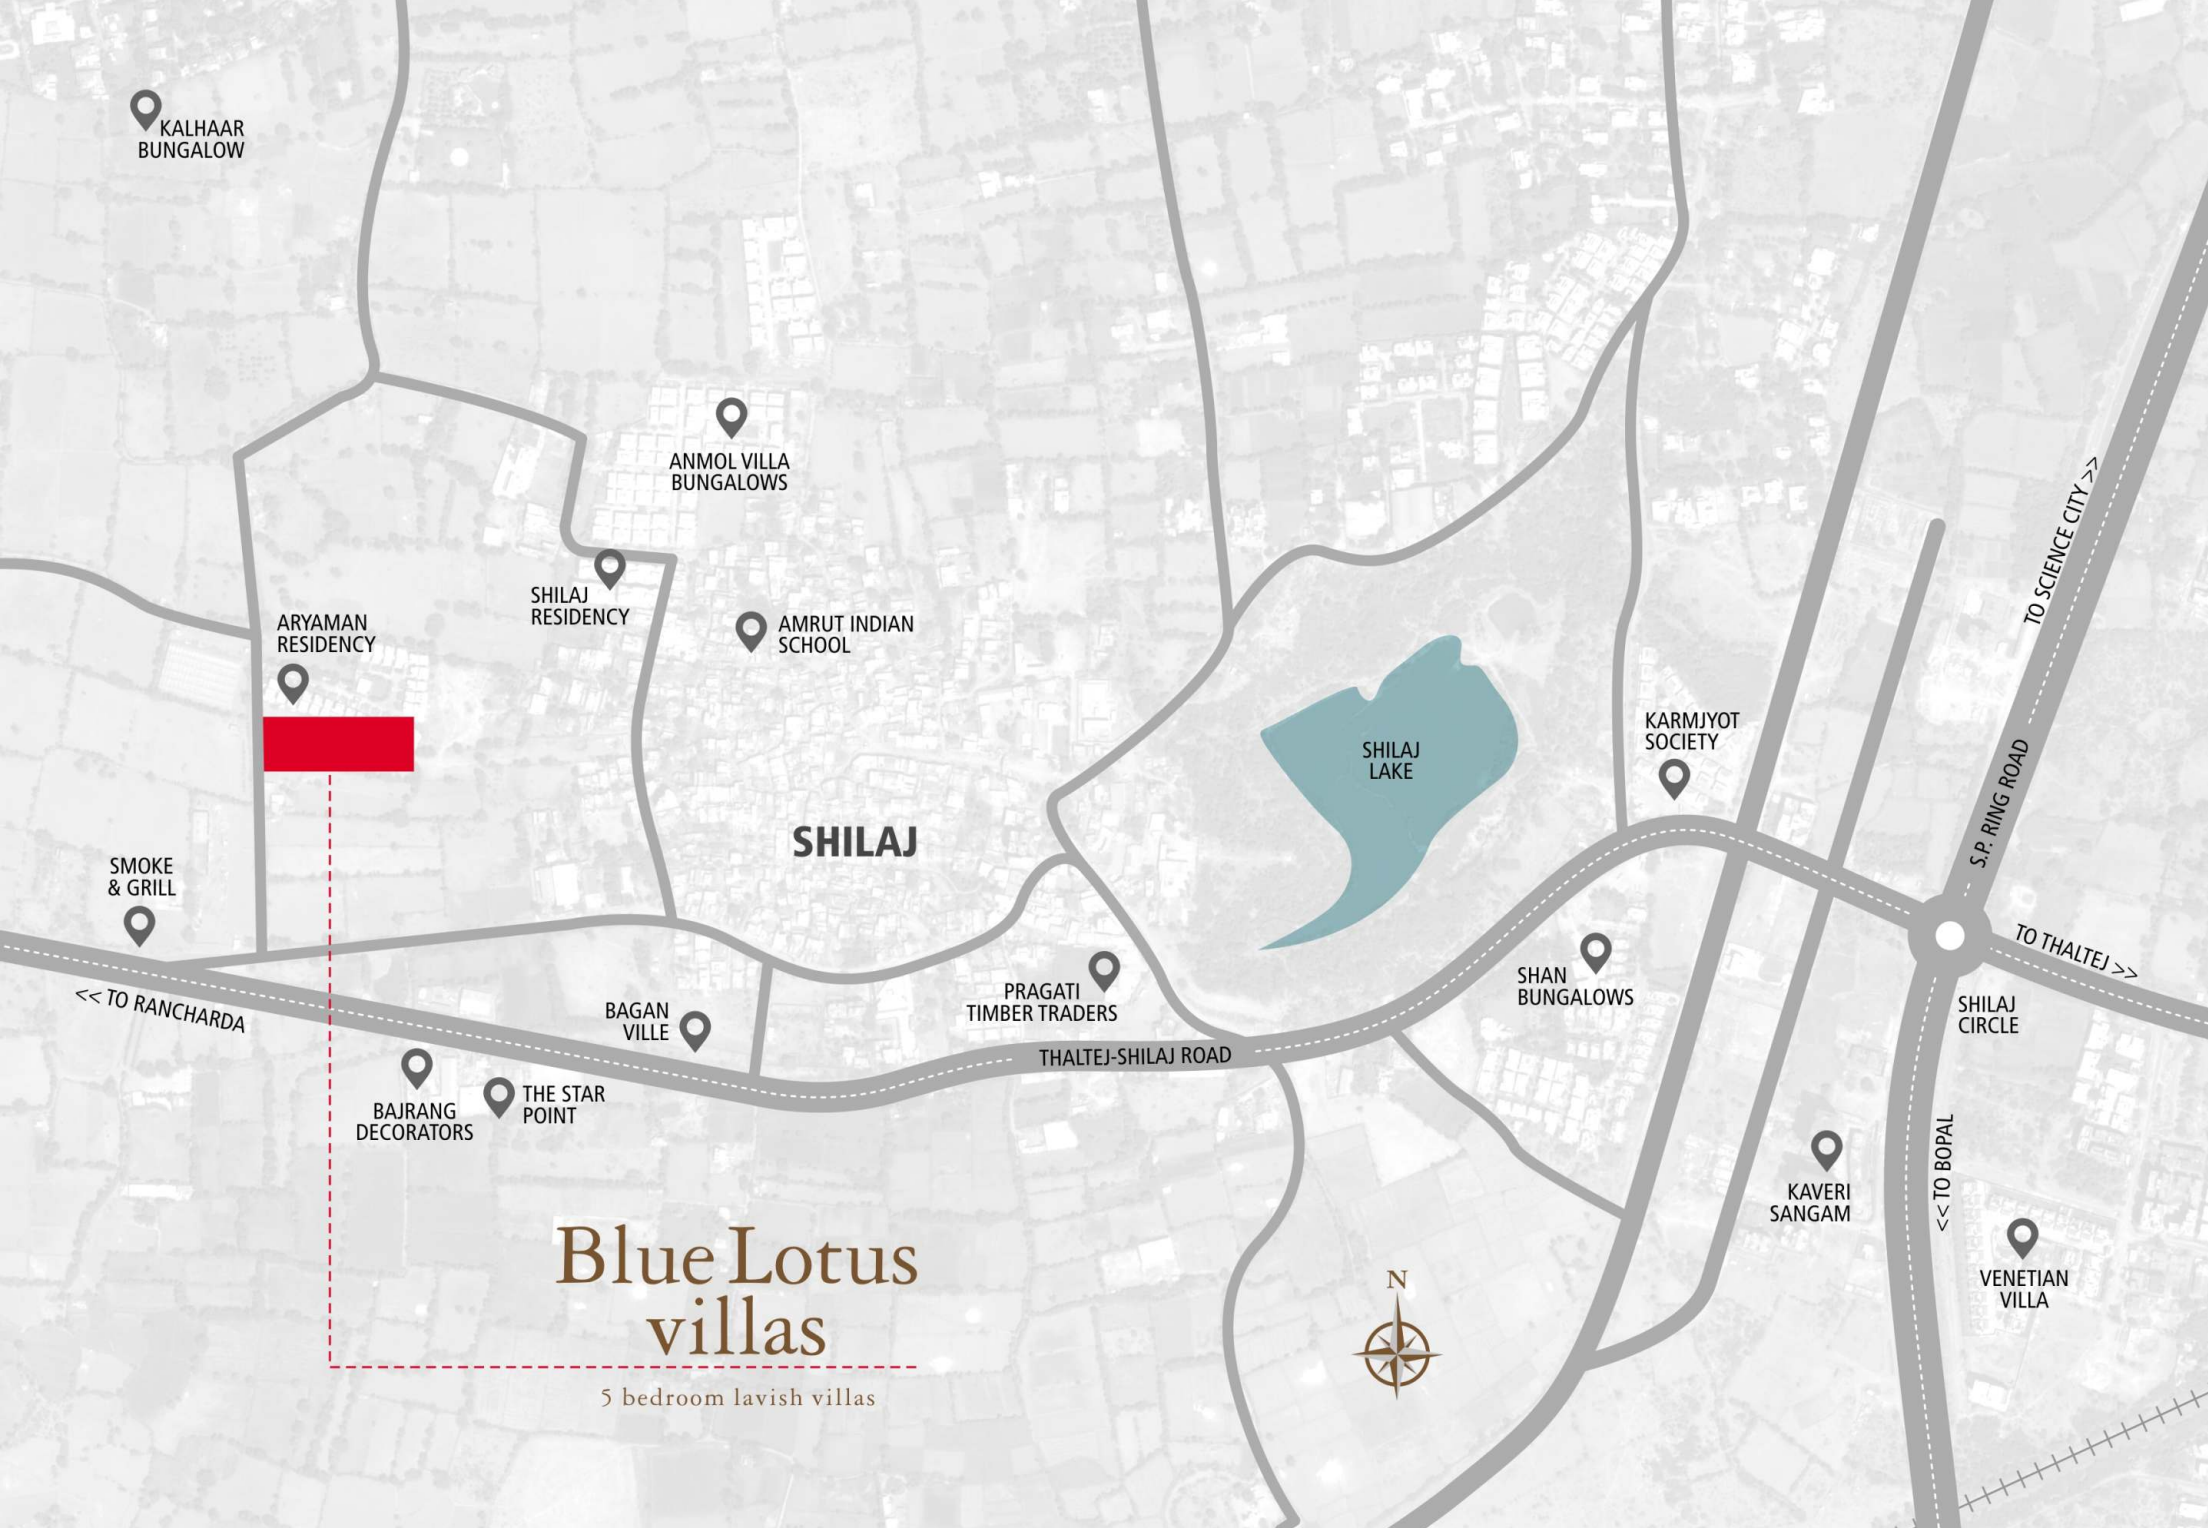 KALHAAR
BUNGALOW
ANMOL VILLA
BUNGALOWS
SHILAJ
RESIDENCY
ARYAMAN
RESIDENCY
AMRUT INDIAN
SCHOOL
TO SCIENCE CITY >>
SHILAJ
LAKE
KARMJYOT
SOCIETY
S.P. RING ROAD
SHILAJ
SMOKE
& GRILL
<< TO RANCHARDA
BAGAN
VILLE
PRAGATI
TIMBER TRADERS
THALTEJ-SHILAJ ROAD
SHAN
BUNGALOWS
TO THALTEJ >>
SHILAJ
CIRCLE
BAJRANG
DECORATORS
THE STAR
POINT
<< TO BOPAL
KAVERI
SANGAM
VENETIAN
VILLA
Blue Lotus
villas
5 bedroom lavish villas
N